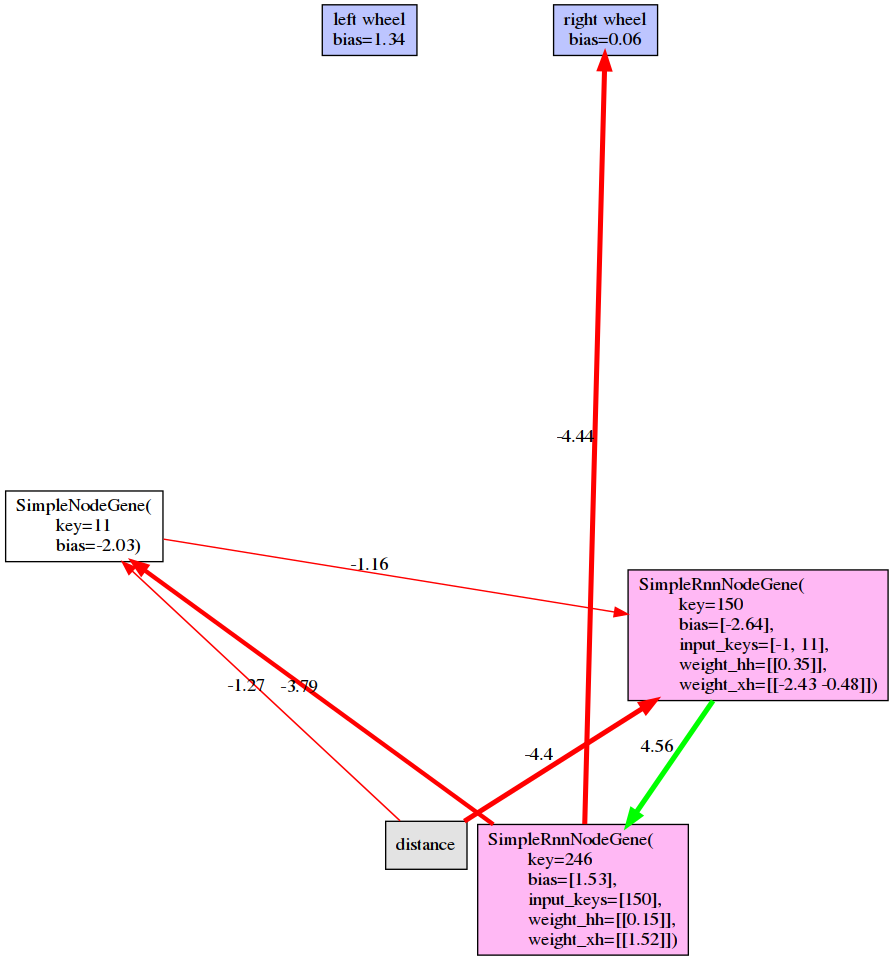 left wheel
bias=1.34
right wheel
bias=0.06
-4.44
SimpleNodeGene(
key=11
bias=-2.03)
-1.16
SimpleRnnNodeGene(
key=150
bias=[-2.64],
input_keys=[-1, 11],
weight_hh=[[0.35]],
weight_xh=[[-2.43 -0.48]])
-1.27
-3.79
-4.4
4.56
distance
SimpleRnnNodeGene(
key=246
bias=[1.53],
input_keys=[150],
weight_hh=[[0.15]],
weight_xh=[[1.52]])